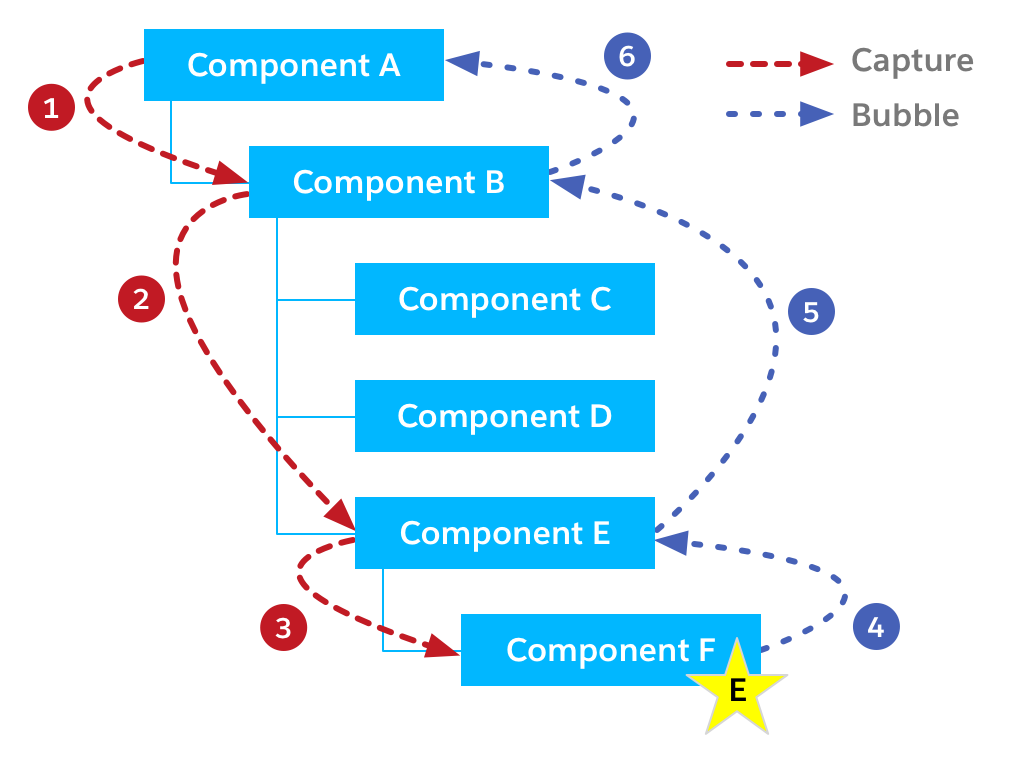 Component A
6
Capture
1
Bubble
Component B
2
Component C
5
Component D
Component E
3
Component F
4
E